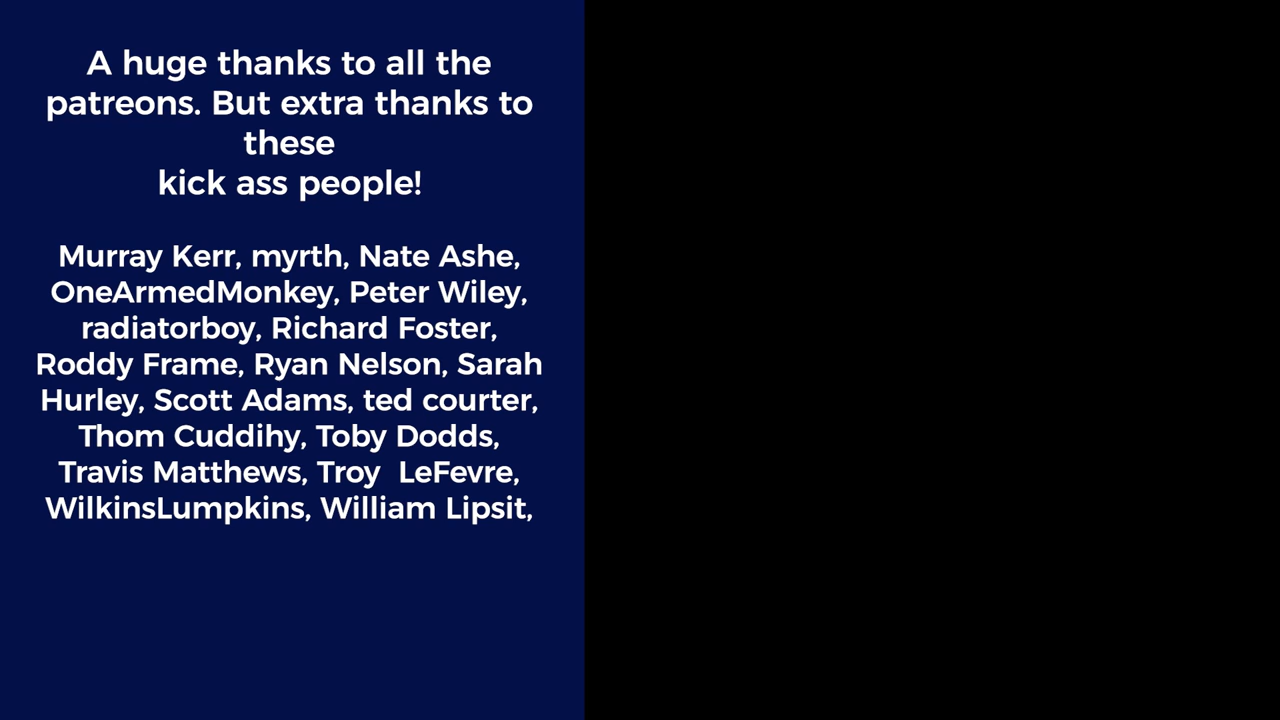 A huge thanks to all the
patreons. But extra thanks to
these
kick ass people!
Murray Kerr, myrth, Nate Ashe,
OneArmedMonkey, Peter Wiley,
radiatorboy, Richard Foster,
Roddy Frame, Ryan Nelson, Sarah
Hurley, Scott Adams, ted courter,
Thom Cuddihy, Toby Dodds,
Travis Matthews, Troy  LeFevre,
WilkinsLumpkins, William Lipsit,